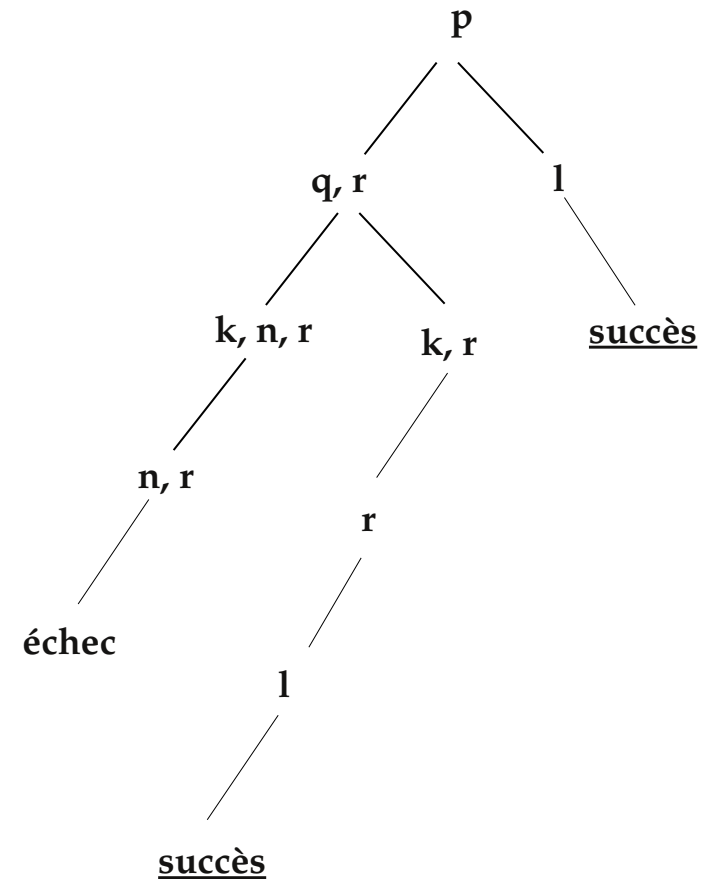 p
q, r
l
k, n, r
k, r
succès
n, r
r
échec
l
succès